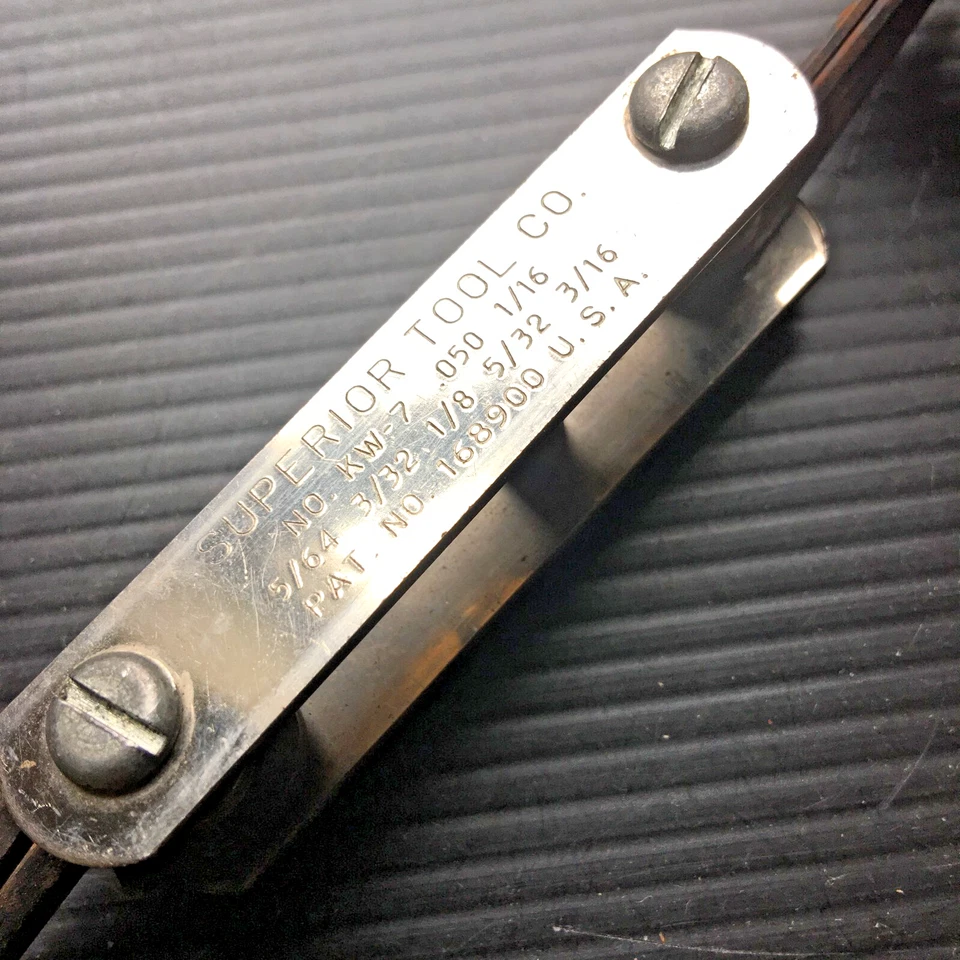 SUPERIOR TOOL CO.
NO. KW-7 .050 1/16
5/64 3/32 1/8 5/32 3/16
PAT. NO. 168900 U.S.A.